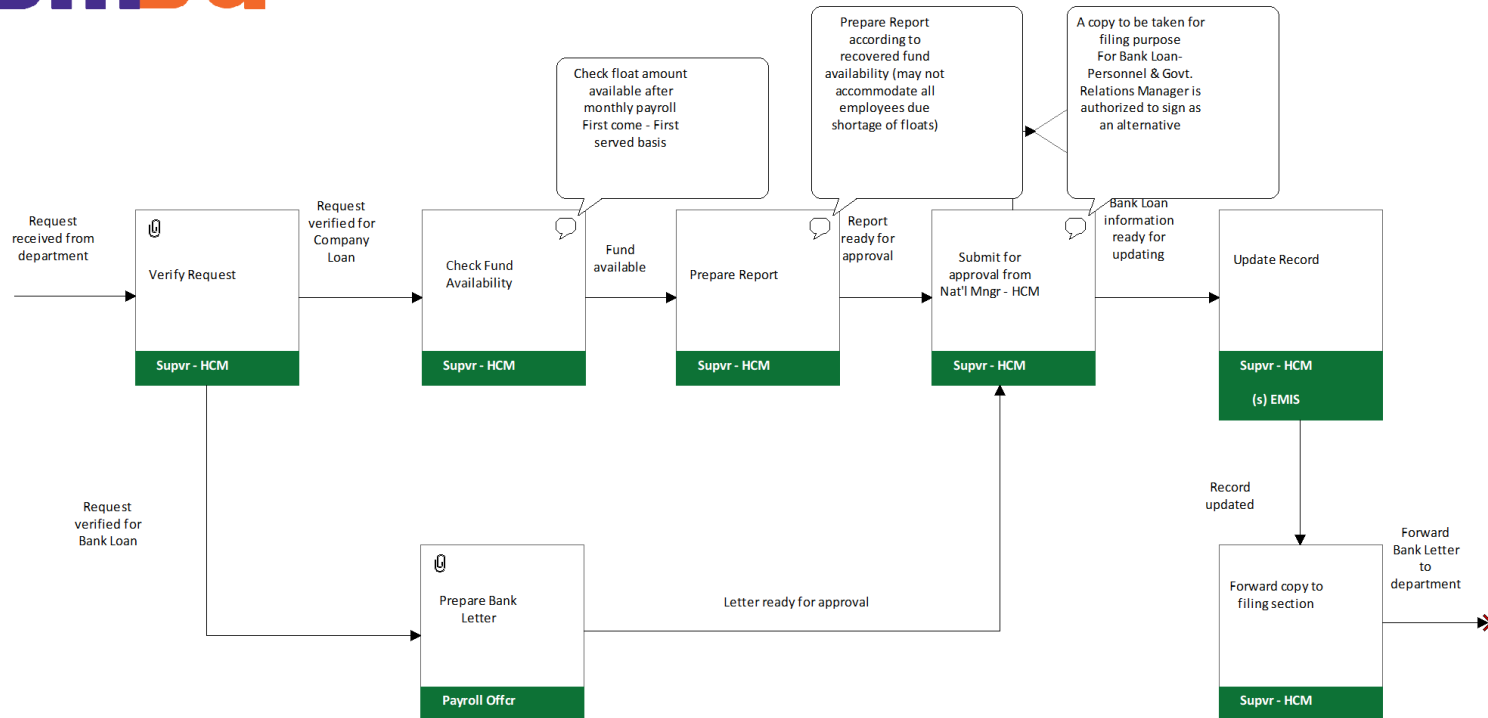 Prepare Report
according to
recovered fund
availability (may not
accommodate all
employees due
shortage of floats)
A copy to be taken for
filing purpose
For Bank Loan-
Personnel & Govt.
Relations Manager is
authorized to sign as
an alternative
Check float amount
available after
monthly payroll
First come - First
served basis
Request
received from
department
Verify Request
Supvr - HCM
Request
verified for
Company
Loan
Check Fund
Availability
Supvr - HCM
Fund
available
Prepare Report
Supvr - HCM
Report
ready for
approval
Submit for
approval from
Nat'l Mngr - HCM
Supvr - HCM
Bank Loan
information
ready for
updating
Update Record
Supvr - HCM
(s) EMIS
Request
verified for
Bank Loan
Prepare Bank
Letter
Payroll Offcr
Letter ready for approval
Record
updated
Forward copy to
filing section
Supvr - HCM
Forward
Bank Letter
to
department